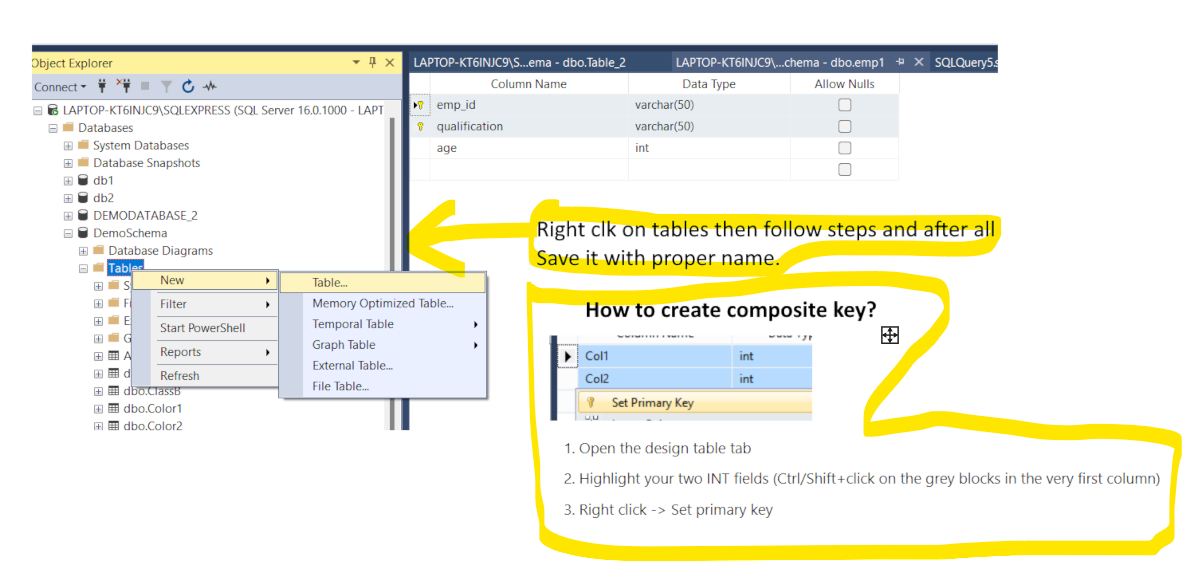 Object Explorer
Connect
LAPTOP-KT6INJC9\SQLEXPRESS (SQL Server 16.0.1000 - LAPT
Databases
System Databases
Database Snapshots
db1
db2
DEMODATABASE_2
DemoSchema
Database Diagrams
Tables
New
Filter
Start PowerShell
Reports
Refresh
Table...
Memory Optimized Table...
Temporal Table
Graph Table
External Table...
File Table...
dbo.ClassB
dbo.Color1
dbo.Color2
LAPTOP-KT6INJC9\S...ema - dbo.Table_2
LAPTOP-KT6INJC9\...chema - dbo.emp1
SQLQuery5.s
Column Name Data Type Allow Nulls
emp_id varchar(50)
qualification varchar(50)
age int
Right clk on tables then follow steps and after all
Save it with proper name.
How to create composite key?
Col1 int
Col2 int
Set Primary Key
1. Open the design table tab
2. Highlight your two INT fields (Ctrl/Shift+click on the grey blocks in the very first column)
3. Right click -> Set primary key